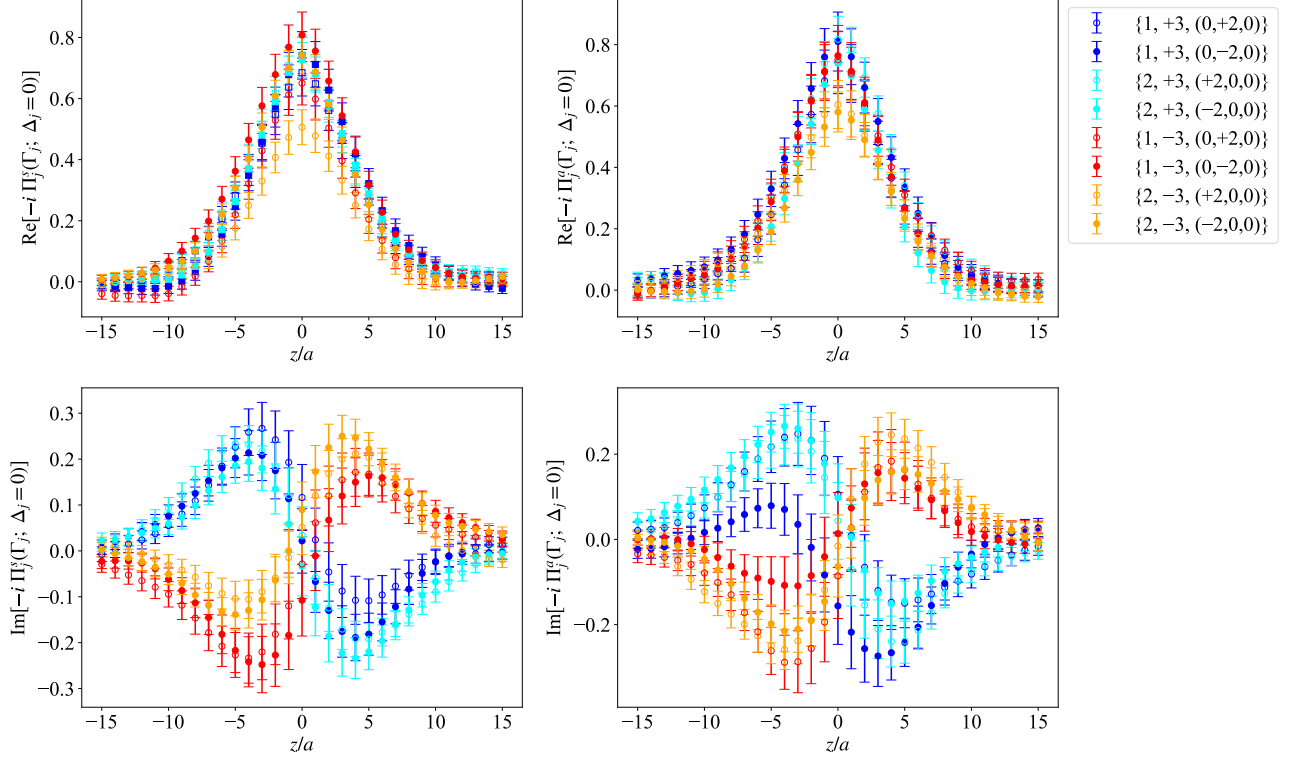 Re[−i Π_j^s(Γ_j; Δ_j=0)]
0.8
0.6
0.4
0.2
0.0
−15 −10 −5 0 5 10 15
z/a
Re[−i Π_j^a(Γ_j; Δ_j=0)]
0.8
0.6
0.4
0.2
0.0
−15 −10 −5 0 5 10 15
z/a
{1, +3, (0,+2,0)}
{1, +3, (0,−2,0)}
{2, +3, (+2,0,0)}
{2, +3, (−2,0,0)}
{1, −3, (0,+2,0)}
{1, −3, (0,−2,0)}
{2, −3, (+2,0,0)}
{2, −3, (−2,0,0)}
Im[−i Π_j^s(Γ_j; Δ_j=0)]
0.3
0.2
0.1
0.0
−0.1
−0.2
−0.3
−15 −10 −5 0 5 10 15
z/a
Im[−i Π_j^a(Γ_j; Δ_j=0)]
0.2
0.0
−0.2
−15 −10 −5 0 5 10 15
z/a